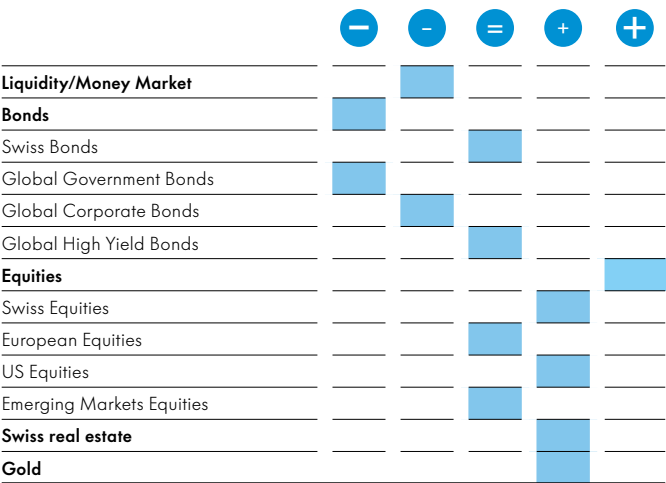 − - = + +
Liquidity/Money Market
Bonds
Swiss Bonds
Global Government Bonds
Global Corporate Bonds
Global High Yield Bonds
Equities
Swiss Equities
European Equities
US Equities
Emerging Markets Equities
Swiss real estate
Gold